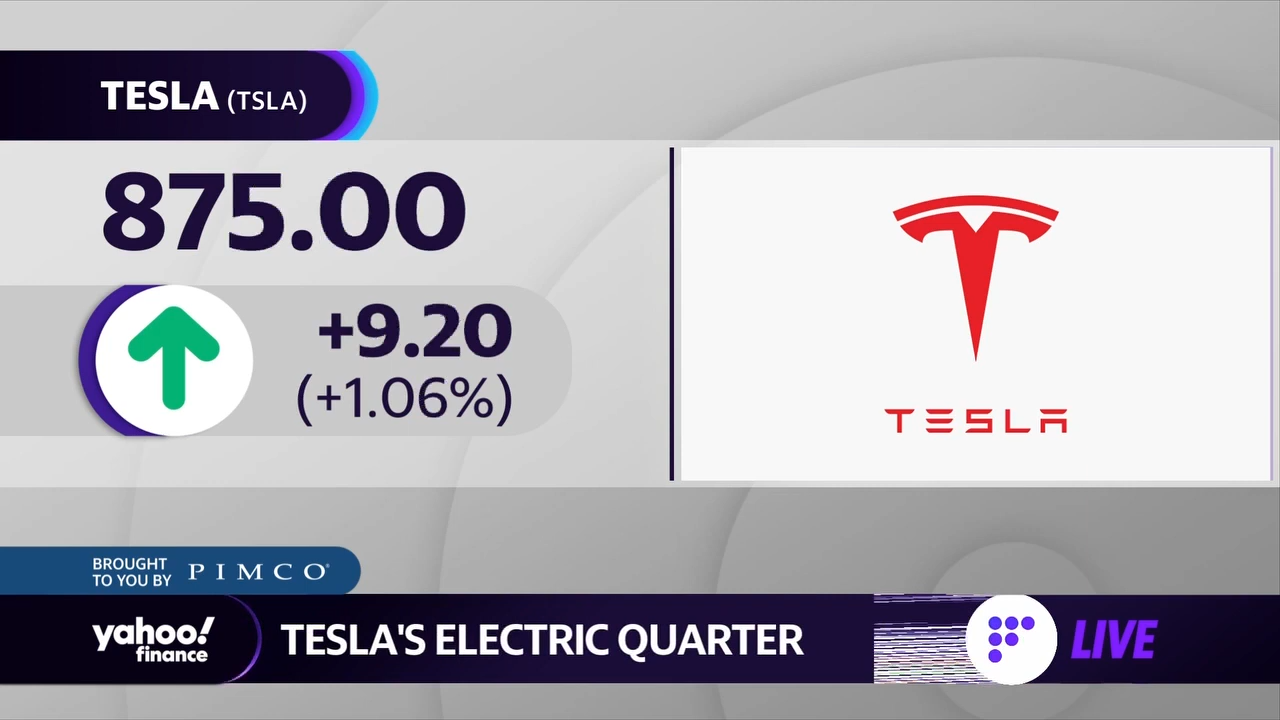 TESLA (TSLA)
875.00
+9.20
(+1.06%)
TESLA
BROUGHT
TO YOU BY
PIMCO®
yahoo!
finance
TESLA'S ELECTRIC QUARTER
LIVE